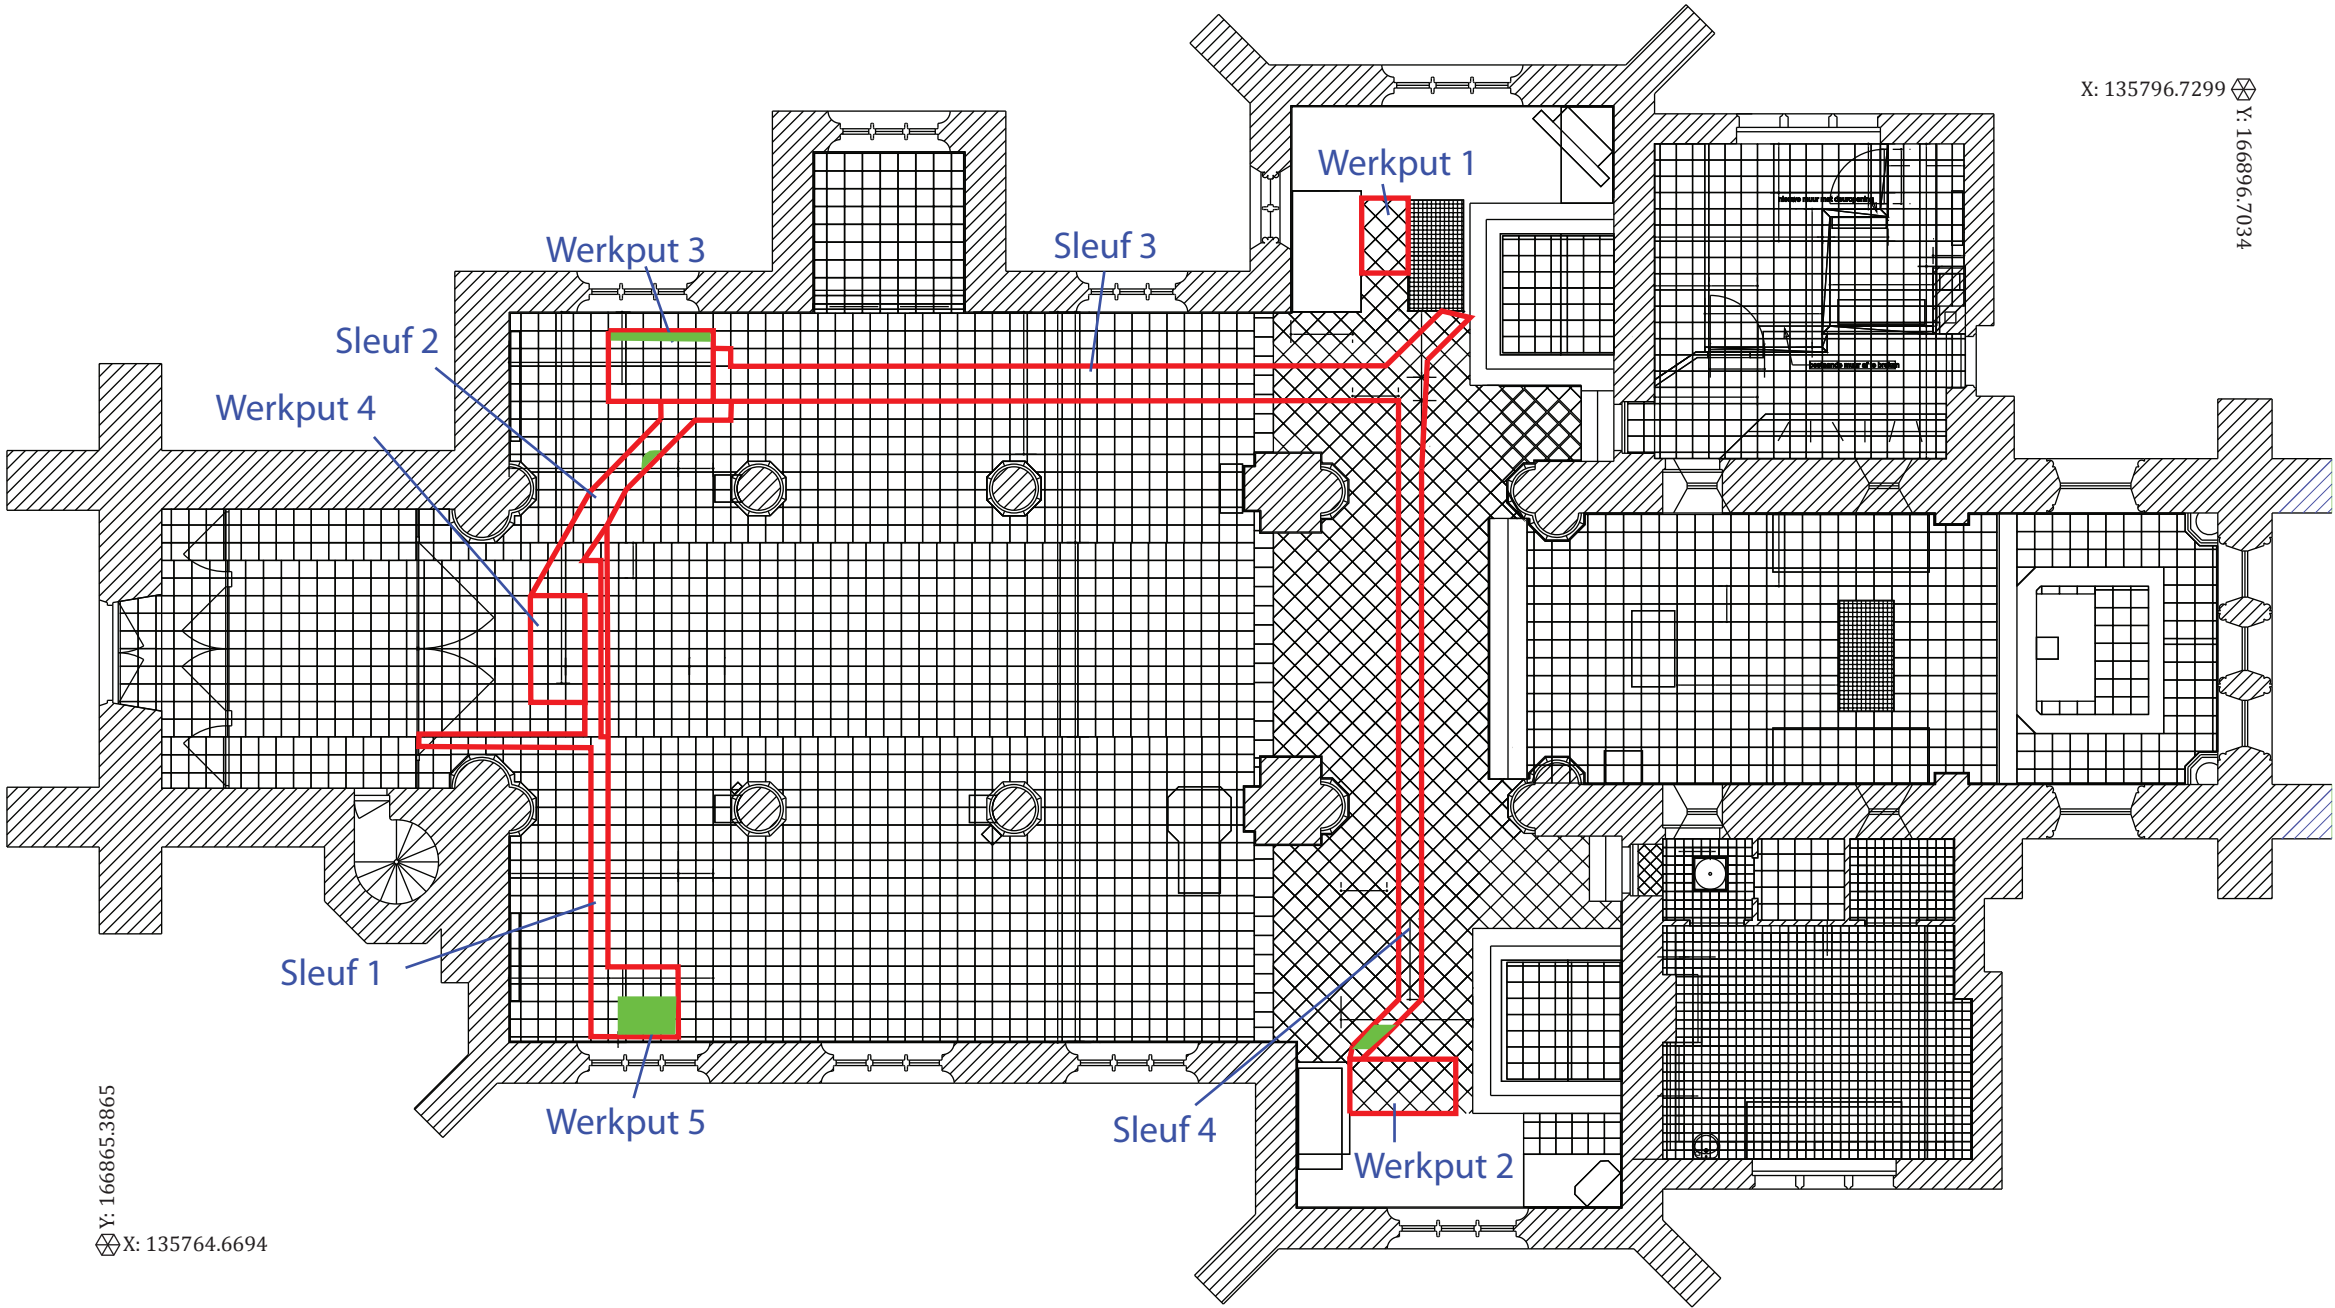 X: 135796.7299
Y: 166896.7034
Werkput 1
Werkput 3
Sleuf 3
Sleuf 2
Werkput 4
Sleuf 1
Werkput 5
Sleuf 4
Werkput 2
Y: 166865.3865
X: 135764.6694